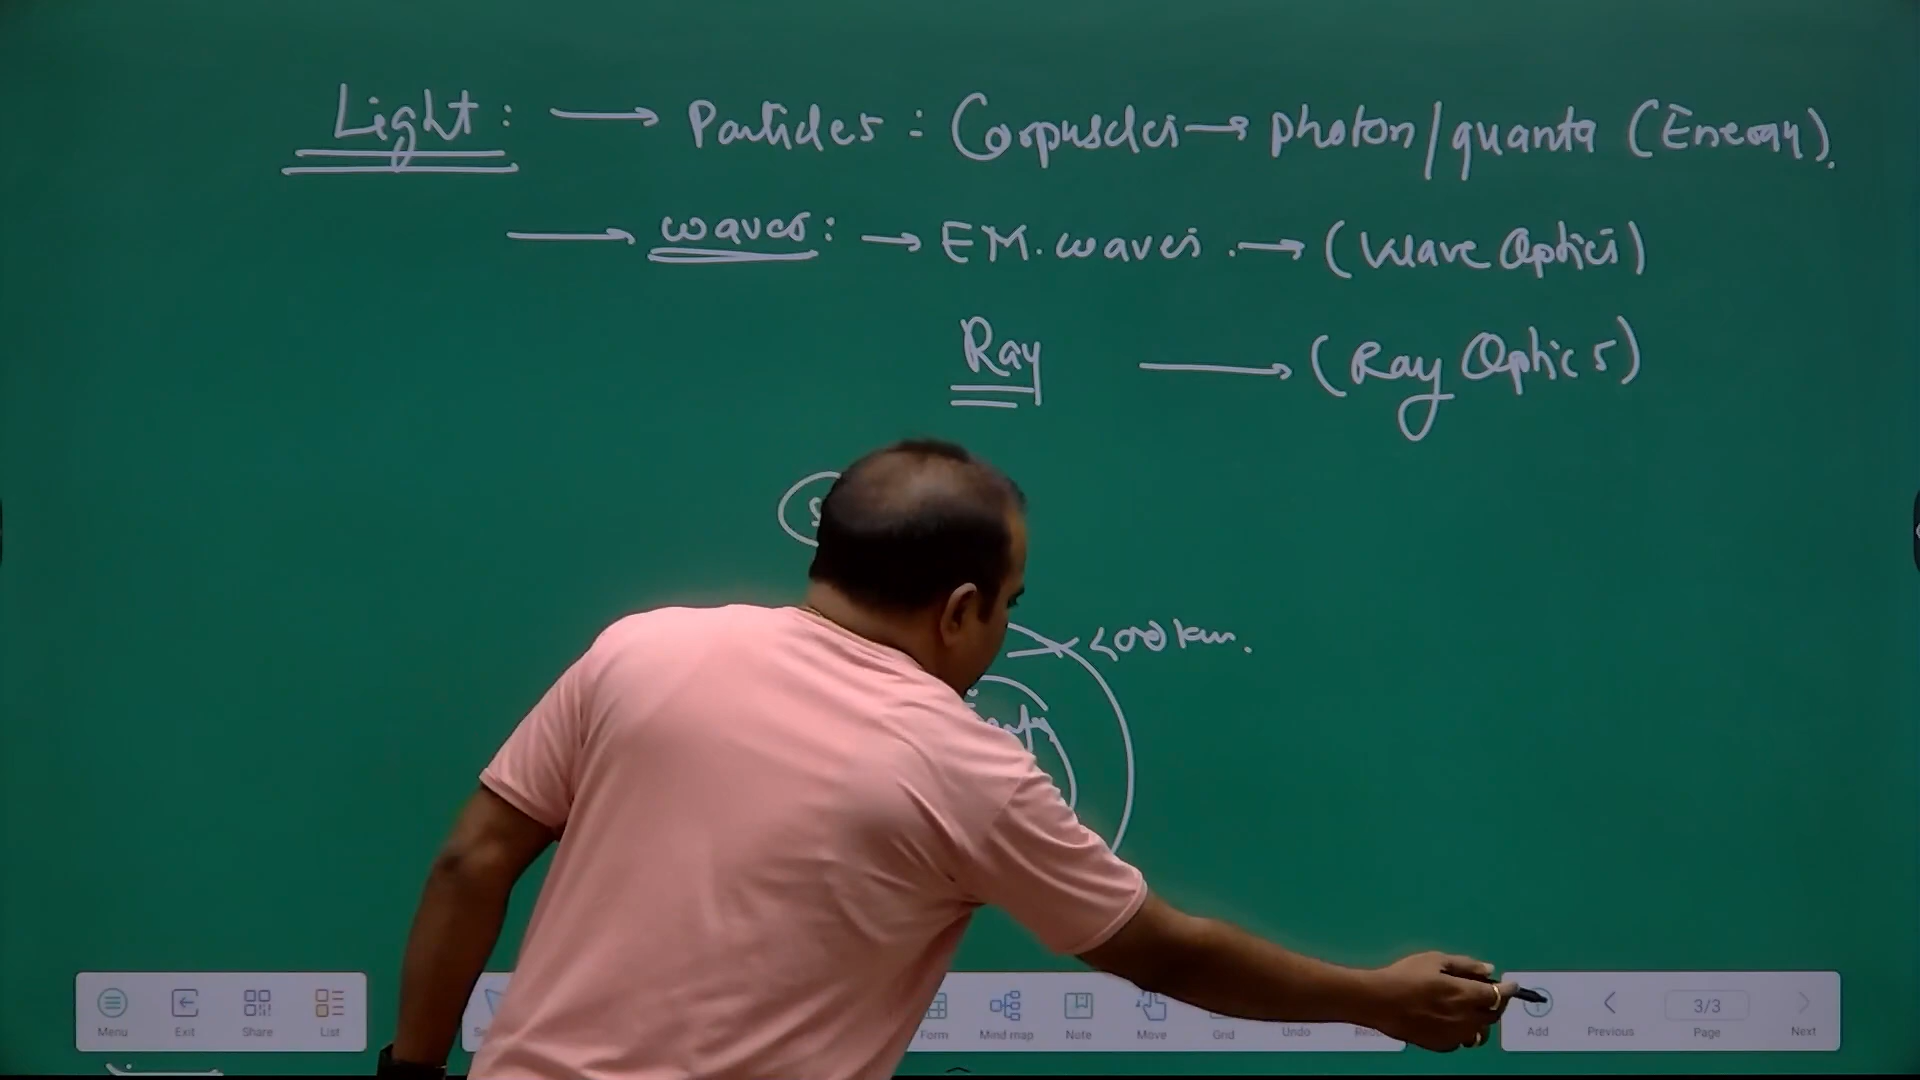 Light : → Particles : Corpuscles → photon/quanta (Energy).
→ waves : → EM. waves . → (Wave Optics)
Ray → (Ray Optics)
S
km.
Menu Exit Share List Form Mind map Note Move Grid Undo Add Previous 3/3 Page Next